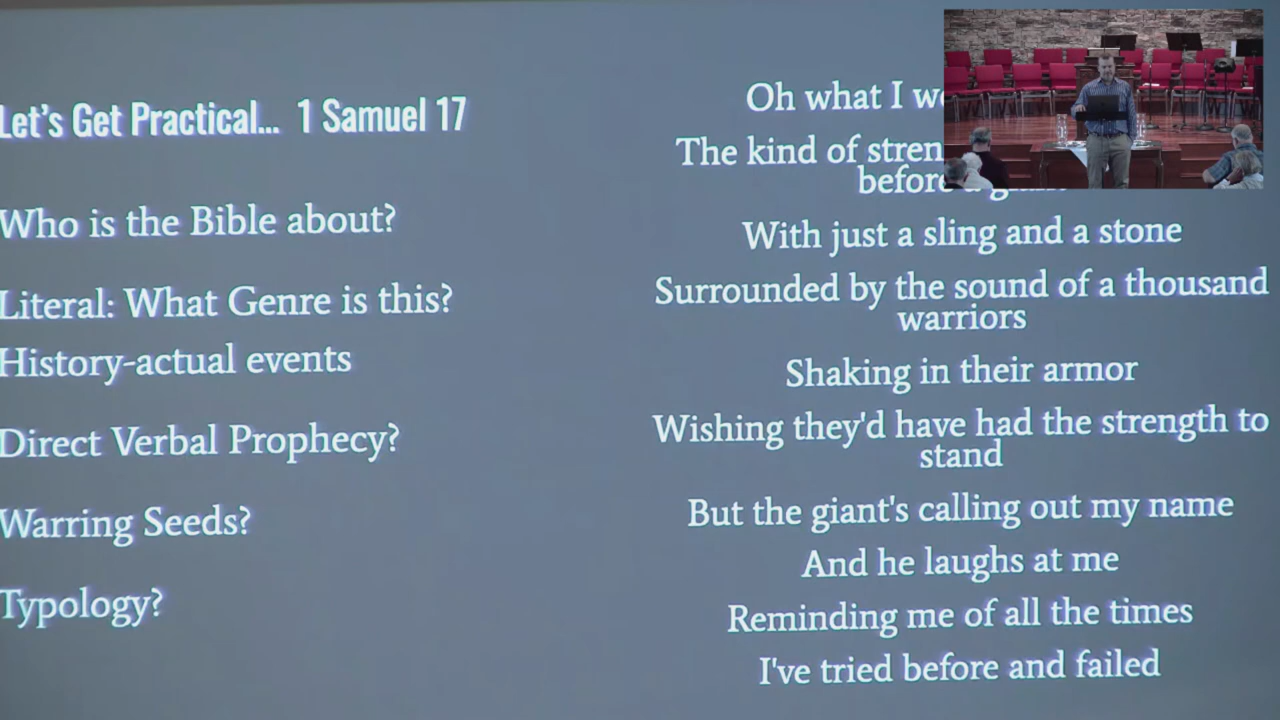 Let's Get Practical... 1 Samuel 17
Who is the Bible about?
Literal: What Genre is this?
History-actual events
Direct Verbal Prophecy?
Warring Seeds?
Typology?
Oh what I
The kind of
before a
With just a sling and a stone
Surrounded by the sound of a thousand
warriors
Shaking in their armor
Wishing they'd have had the strength to
stand
But the giant's calling out my name
And he laughs at me
Reminding me of all the times
I've tried before and failed